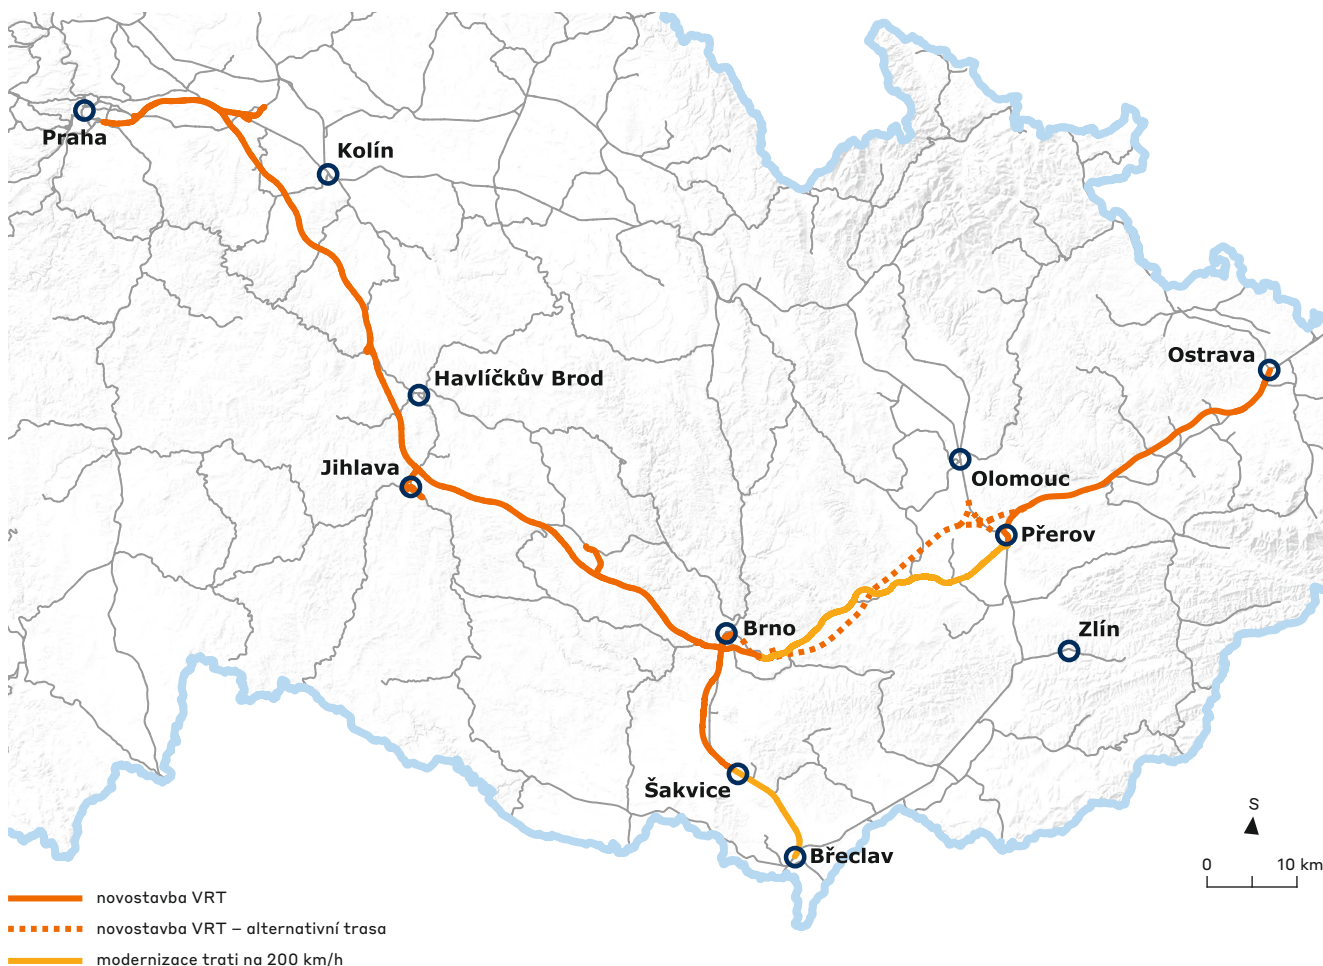 Praha
Kolín
Ostrava
Havlíčkův Brod
Jihlava
Olomouc
Přerov
Brno
Zlín
Šakvice
Břeclav
S
0 10 km
novostavba VRT
novostavba VRT – alternativní trasa
modernizace trati na 200 km/h